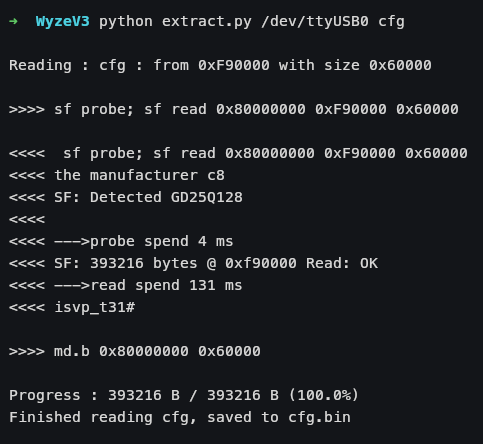 ➜ WyzeV3 python extract.py /dev/ttyUSB0 cfg
Reading : cfg : from 0xF90000 with size 0x60000
>>>> sf probe; sf read 0x80000000 0xF90000 0x60000
<<<<  sf probe; sf read 0x80000000 0xF90000 0x60000
<<<< the manufacturer c8
<<<< SF: Detected GD25Q128
<<<<
<<<< --->probe spend 4 ms
<<<< SF: 393216 bytes @ 0xf90000 Read: OK
<<<< --->read spend 131 ms
<<<< isvp_t31#
>>>> md.b 0x80000000 0x60000
Progress : 393216 B / 393216 B (100.0%)
Finished reading cfg, saved to cfg.bin